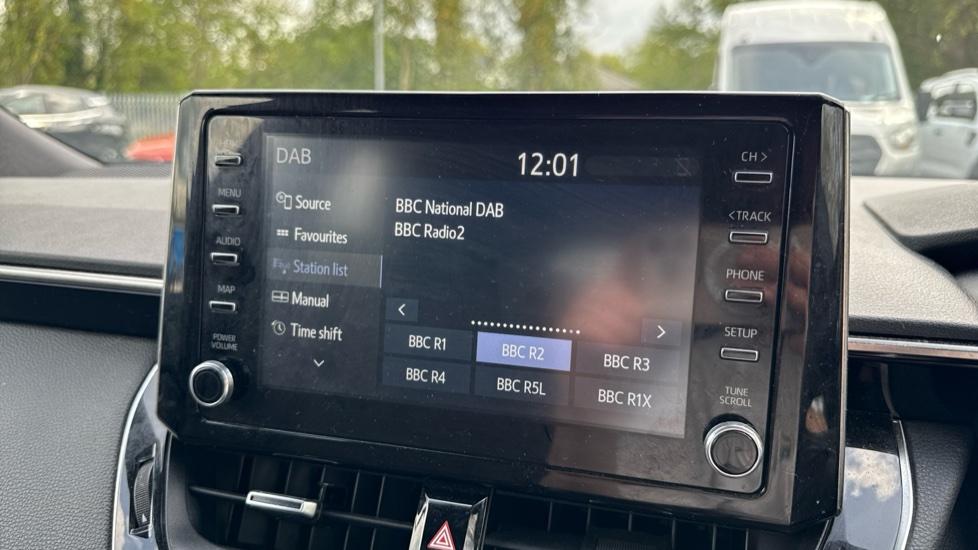 DAB
12:01
Source
Favourites
Station list
Manual
Time shift
BBC National DAB
BBC Radio2
BBC R1
BBC R2
BBC R3
BBC R4
BBC R5L
BBC R1X
MENU
AUDIO
MAP
POWER
VOLUME
CH >
< TRACK
PHONE
SETUP
TUNE
SCROLL